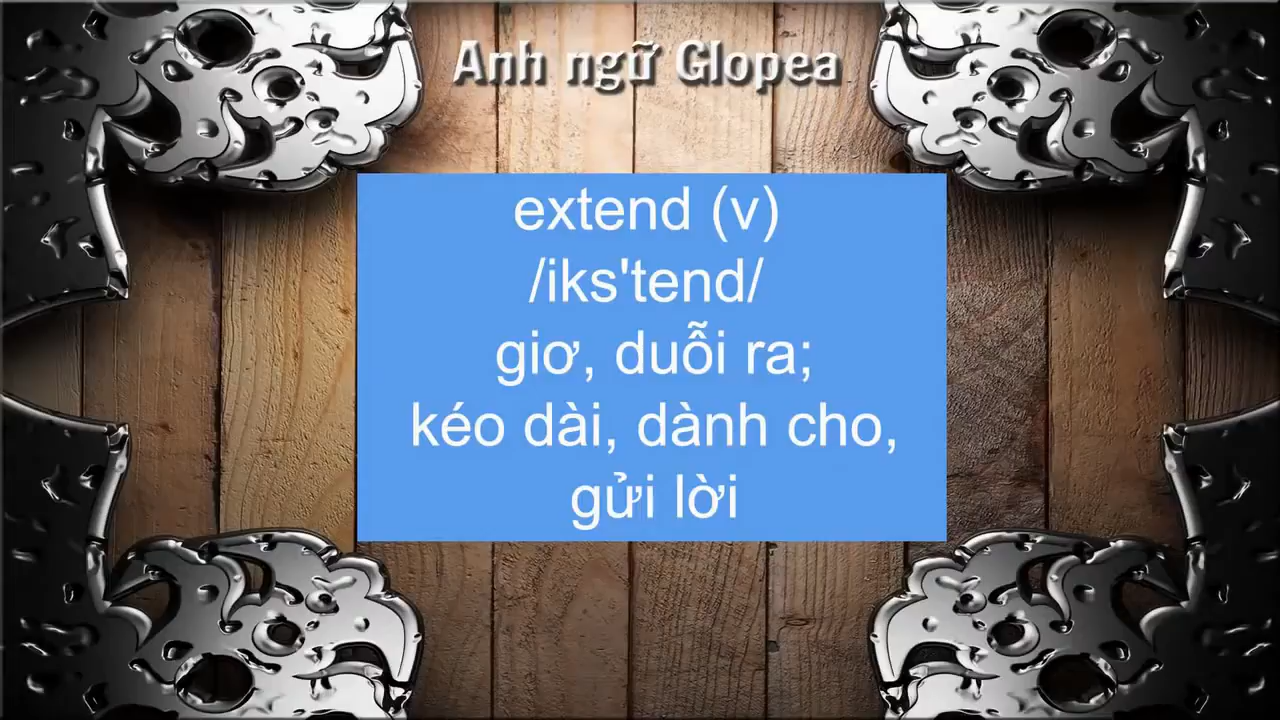 Anh ngữ Glopea
extend (v)
/iks'tend/
giơ, duỗi ra;
kéo dài, dành cho,
gửi lời